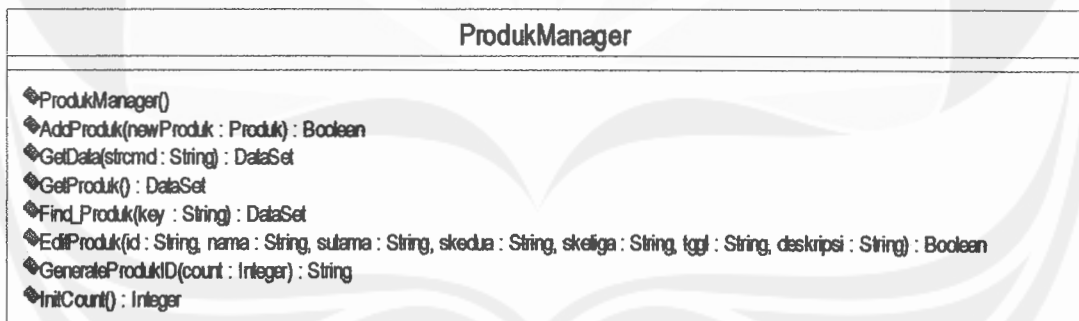 ProdukManager
ProdukManager()
AddProduk(newProduk : Produk) : Boolean
GetData(strcmd : String) : DataSet
GetProduk() : DataSet
Find_Produk(key : String) : DataSet
EditProduk(id : String, nama : String, sutama : String, skedua : String, sketiga : String, tggl : String, deskripsi : String) : Boolean
GenerateProdukID(count : Integer) : String
InitCount() : Integer